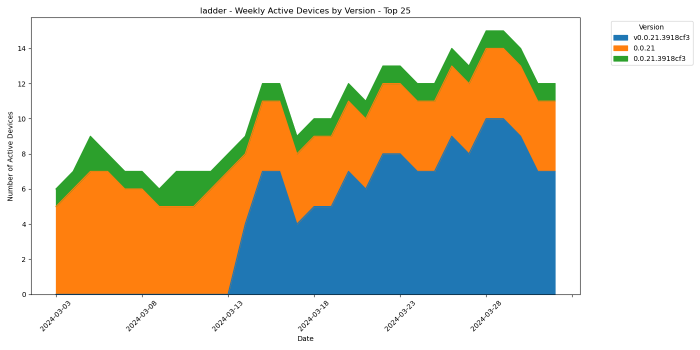 ladder - Weekly Active Devices by Version - Top 25
Version
v0.0.21.3918cf3
0.0.21
0.0.21.3918cf3
Number of Active Devices
14
12
10
8
6
4
2
0
2024-03-03
2024-03-08
2024-03-13
2024-03-18
2024-03-23
2024-03-28
Date